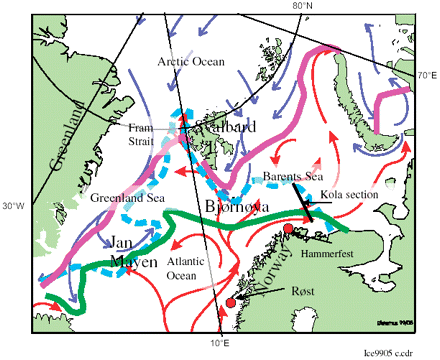 80°N
Arctic Ocean
70°E
Greenland
Fram
Strait
Svalbard
Barents Sea
Greenland Sea
Kola section
30°W
Bjørnøya
Jan
Mayen
Hammerfest
Atlantic
Ocean
Norway
Røst
10°E
Ice9905 c.cdr